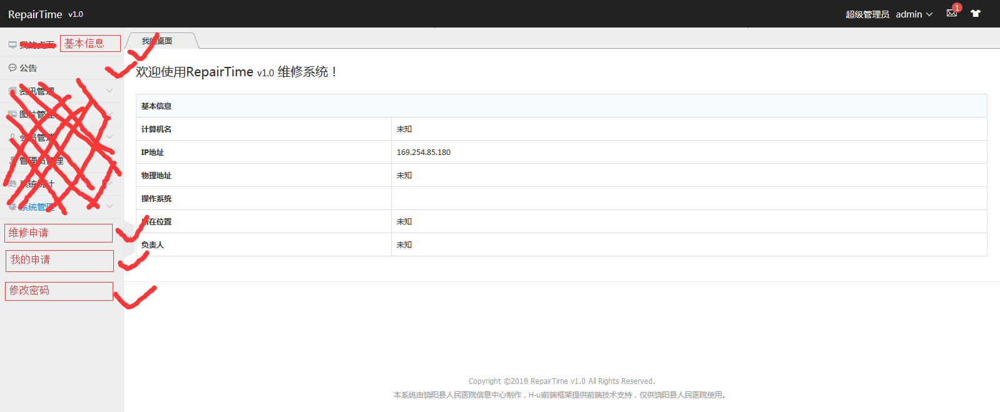 RepairTime v1.0
超级管理员 admin
1
我的桌面 基本信息
公告
资讯管理
图片管理
会员管理
管理员管理
系统统计
系统管理
维修申请
我的申请
修改密码
我的桌面
欢迎使用RepairTime v1.0 维修系统！
基本信息
计算机名 未知
IP地址 169.254.85.180
物理地址 未知
操作系统
所在位置 未知
负责人 未知
Copyright ©2018 RepairTime v1.0 All Rights Reserved.
本系统由饶阳县人民医院信息中心制作，H-ui前端框架提供前端技术支持，仅供饶阳县人民医院使用。